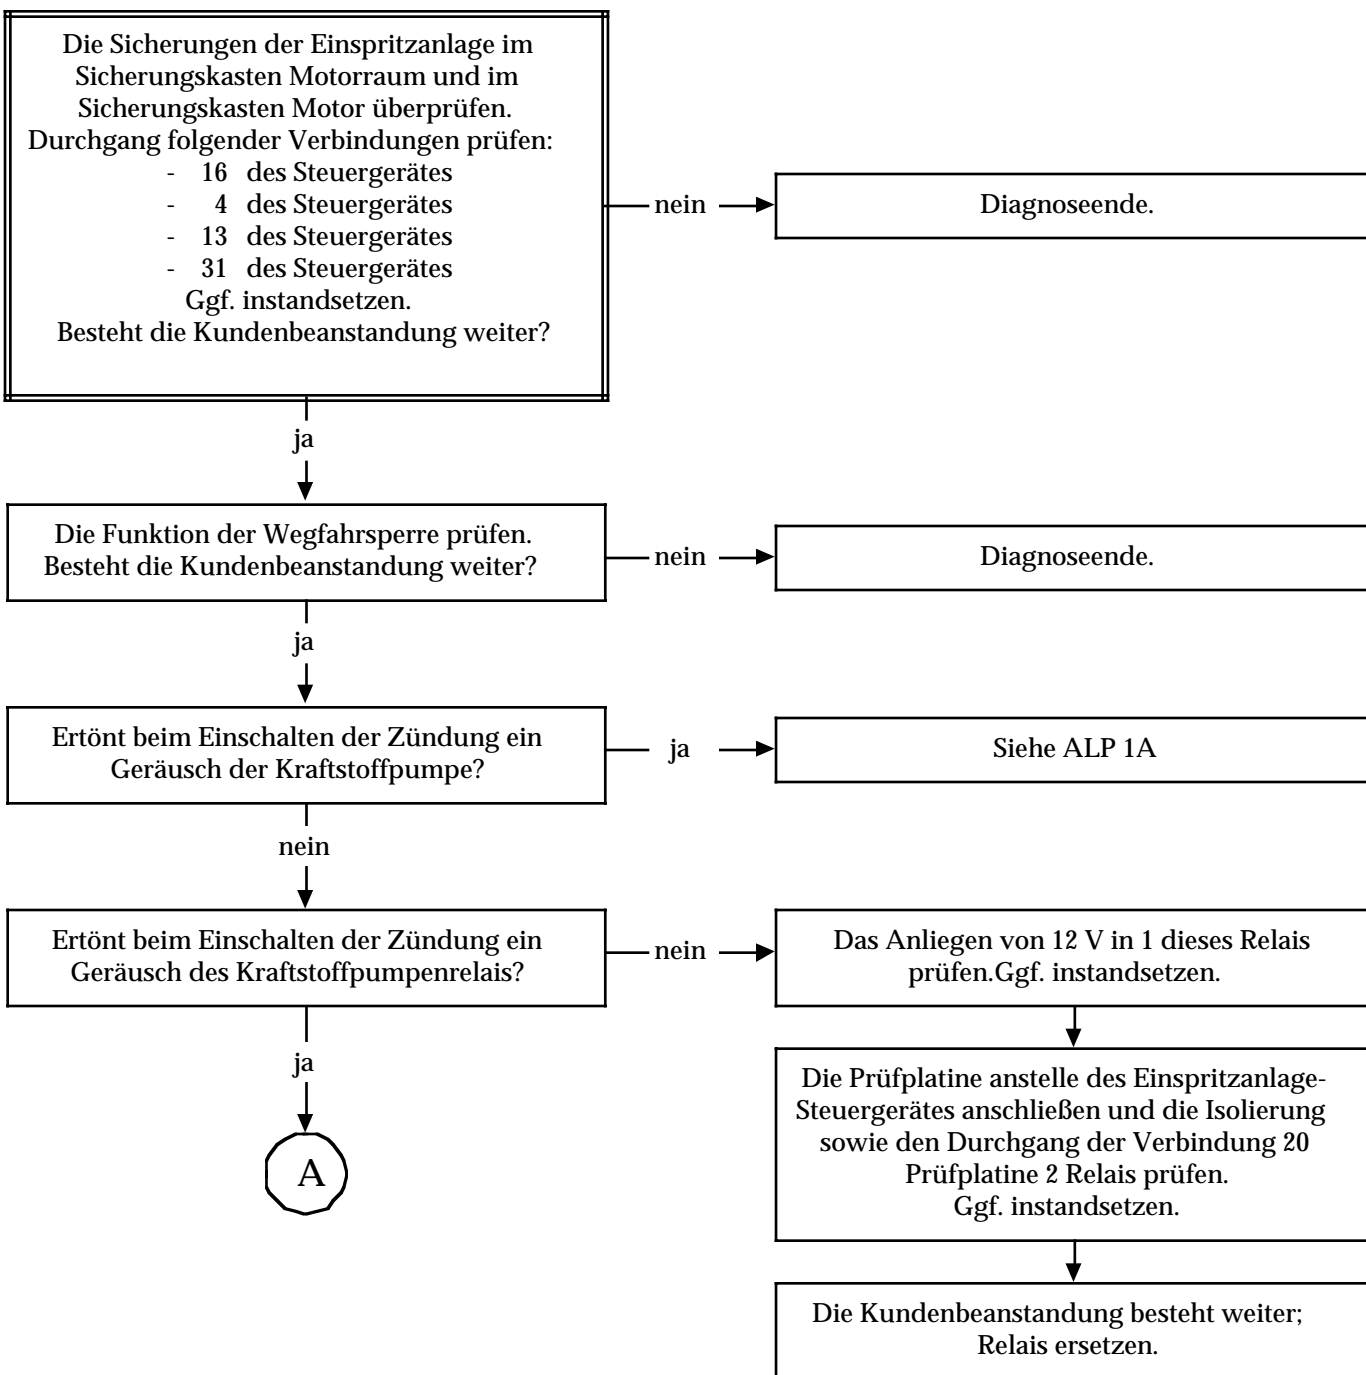 Die Sicherungen der Einspritzanlage im
Sicherungskasten Motorraum und im
Sicherungskasten Motor überprüfen.
Durchgang folgender Verbindungen prüfen:
- 16 des Steuergerätes
- 4 des Steuergerätes
- 13 des Steuergerätes
- 31 des Steuergerätes
Ggf. instandsetzen.
Besteht die Kundenbeanstandung weiter?
nein
Diagnoseende.
ja
Die Funktion der Wegfahrsperre prüfen.
Besteht die Kundenbeanstandung weiter?
nein
Diagnoseende.
ja
Ertönt beim Einschalten der Zündung ein
Geräusch der Kraftstoffpumpe?
ja
Siehe ALP 1A
nein
Ertönt beim Einschalten der Zündung ein
Geräusch des Kraftstoffpumpenrelais?
nein
Das Anliegen von 12 V in 1 dieses Relais
prüfen.Ggf. instandsetzen.
ja
A
Die Prüfplatine anstelle des Einspritzanlage-
Steuergerätes anschließen und die Isolierung
sowie den Durchgang der Verbindung 20
Prüfplatine 2 Relais prüfen.
Ggf. instandsetzen.
Die Kundenbeanstandung besteht weiter;
Relais ersetzen.